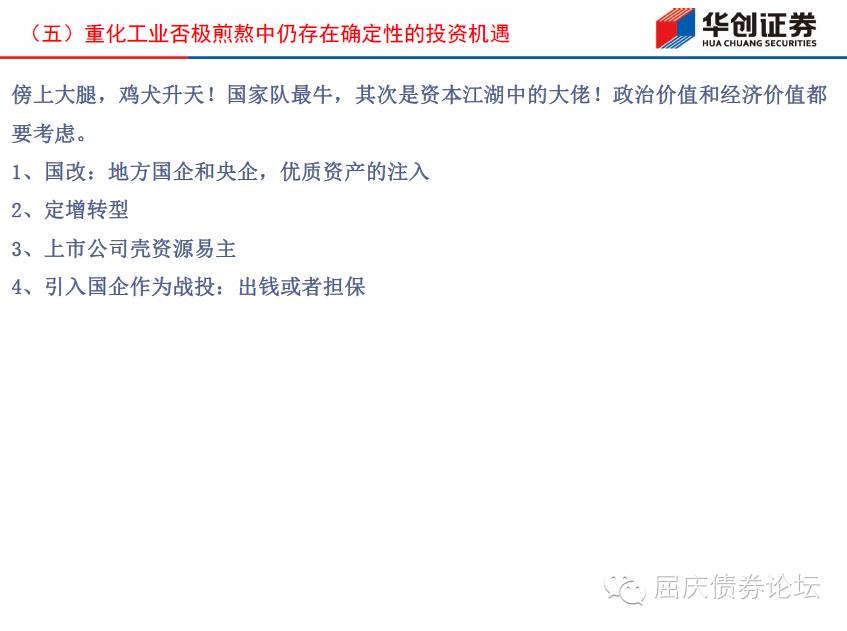 （五）重化工业否极煎熬中仍存在确定性的投资机遇
华创证券
HUA CHUANG SECURITIES
傍上大腿，鸡犬升天！国家队最牛，其次是资本江湖中的大佬！政治价值和经济价值都
要考虑。
1、国改：地方国企和央企，优质资产的注入
2、定增转型
3、上市公司壳资源易主
4、引入国企作为战投：出钱或者担保
屈庆债券论坛